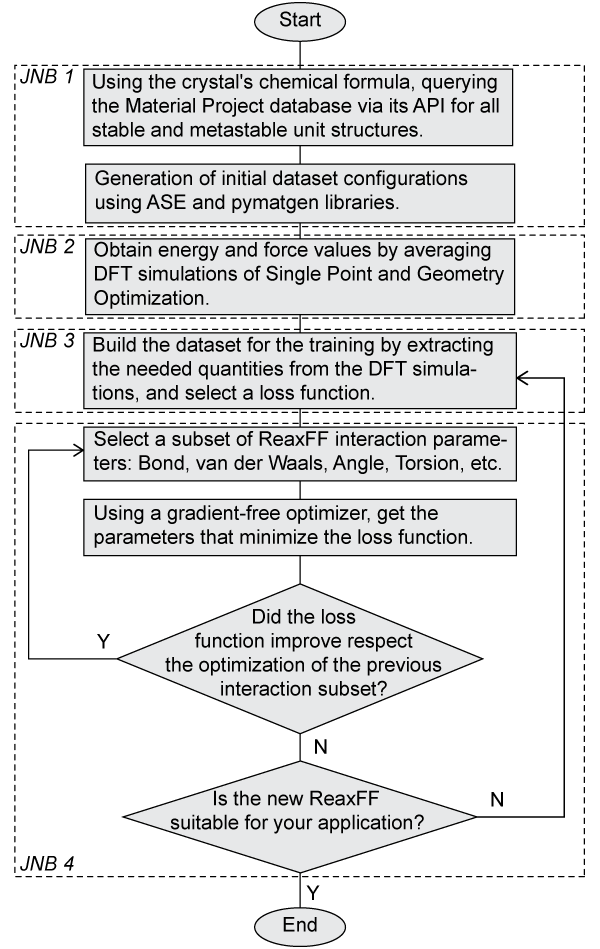 Start
JNB 1
Using the crystal's chemical formula, querying
the Material Project database via its API for all
stable and metastable unit structures.
Generation of initial dataset configurations
using ASE and pymatgen libraries.
JNB 2
Obtain energy and force values by averaging
DFT simulations of Single Point and Geometry
Optimization.
JNB 3
Build the dataset for the training by extracting
the needed quantities from the DFT simula-
tions, and select a loss function.
Select a subset of ReaxFF interaction parame-
ters: Bond, van der Waals, Angle, Torsion, etc.
Using a gradient-free optimizer, get the
parameters that minimize the loss function.
Did the loss
function improve respect
the optimization of the previous
interaction subset?
Y
N
Is the new ReaxFF
suitable for your application?
N
JNB 4
Y
End